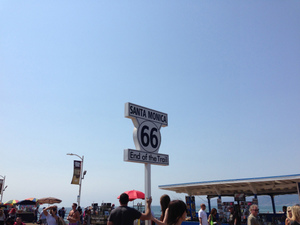 SANTA MONICA
66
End of the Trail